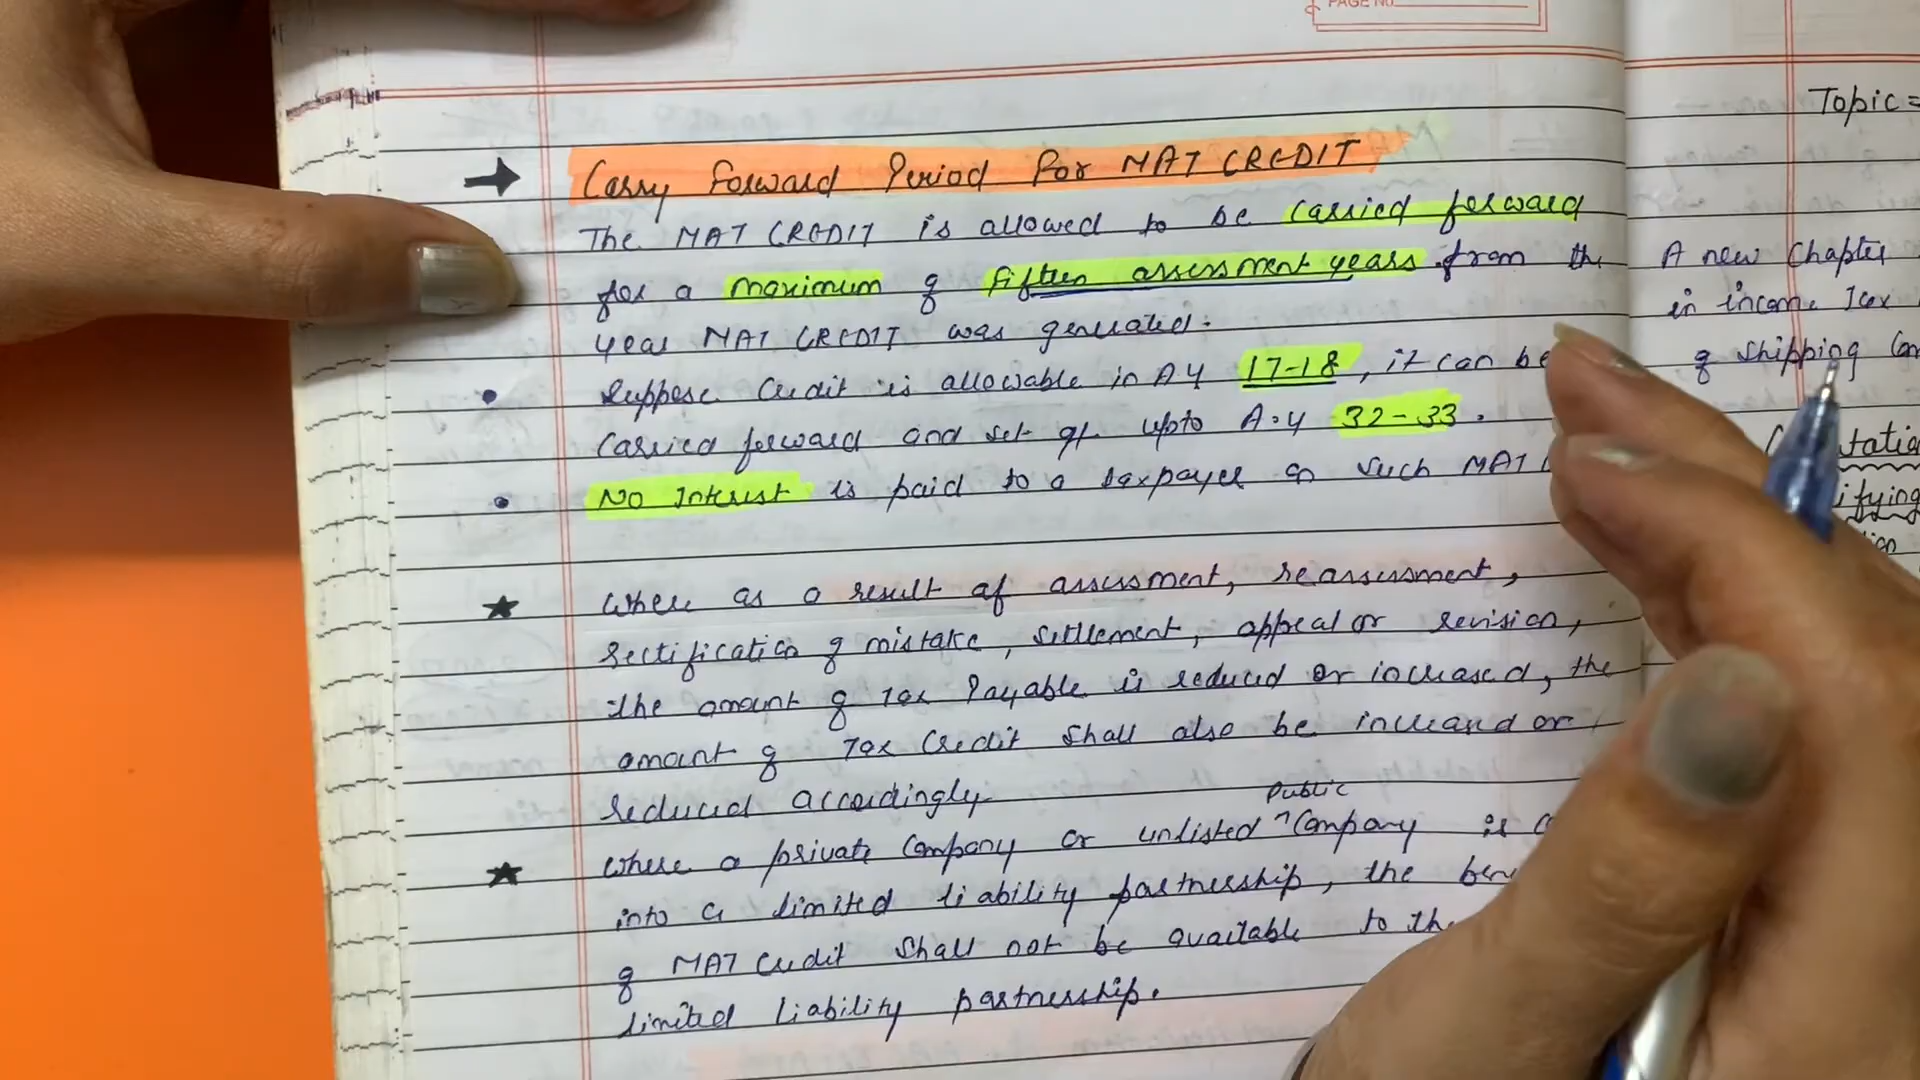 PAGE No.
Carry Forward Period For MAT CREDIT
The MAT CREDIT is allowed to be carried forward
for a maximum of fifteen assessment years from the
year MAT CREDIT was generated.
Suppose Credit is allowable in A Y 17-18, it can be
Carried forward and set of upto A.Y 32-33.
No Interest is paid to a taxpayer on such MAT
Where as a result of assessment, reassessment,
rectification of mistake, settlement, appeal or revision,
the amount of Tax Payable is reduced or increased, the
amount of Tax Credit shall also be increased or
reduced accordingly.
Where a private Company or unlisted ^ Public Company is
into a limited liability partnership, the
of MAT Credit shall not be available to
limited liability partnership.
Topic =
A new Chapter
in income Tax
of Shipping